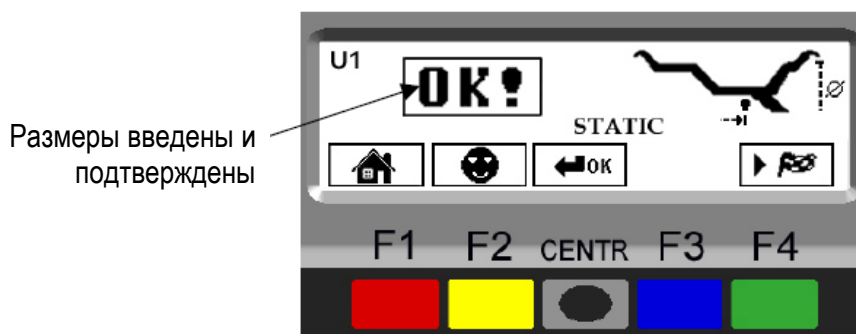 U1
OK!
Размеры введены и
подтверждены
STATIC
OK
F1 F2 CENTR F3 F4